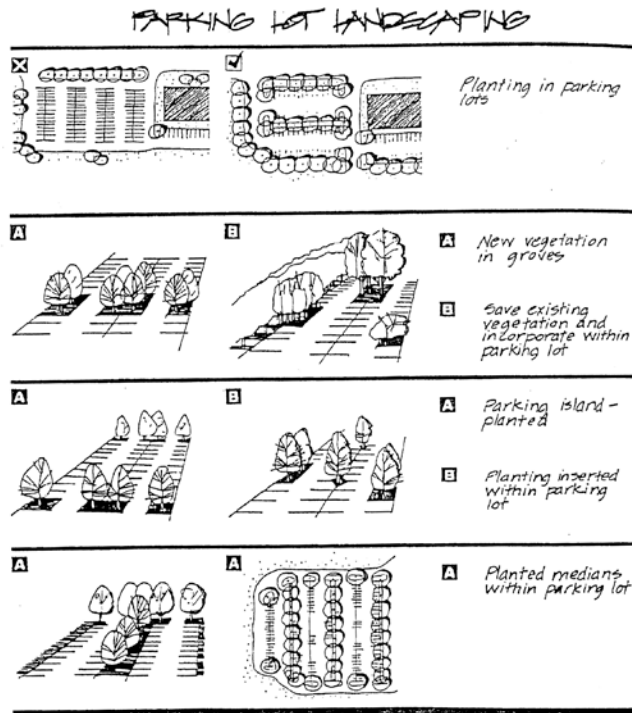 PARKING LOT LANDSCAPING
Planting in parking
lots
A
B
A New vegetation
in groves
B Save existing
vegetation and
incorporate within
parking lot
A
B
A Parking island -
planted
B Planting inserted
within parking
lot
A
A
A Planted medians
within parking lot